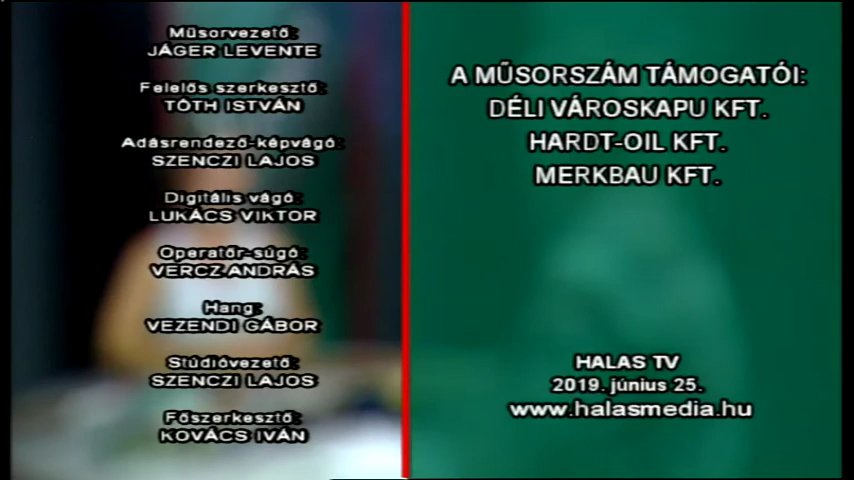 Műsorvezető:
JÁGER LEVENTE
Felelős szerkesztő:
TÓTH ISTVÁN
Adásrendező-képvágó:
SZENCZI LAJOS
Digitális vágó:
LUKÁCS VIKTOR
Operatőr-súgó:
VERCZ ANDRÁS
Hang:
VEZENDI GÁBOR
Stúdióvezető:
SZENCZI LAJOS
Főszerkesztő:
KOVÁCS IVÁN
A MŰSORSZÁM TÁMOGATÓI:
DÉLI VÁROSKAPU KFT.
HARDT-OIL KFT.
MERKBAU KFT.
HALAS TV
2019. június 25.
www.halasmedia.hu